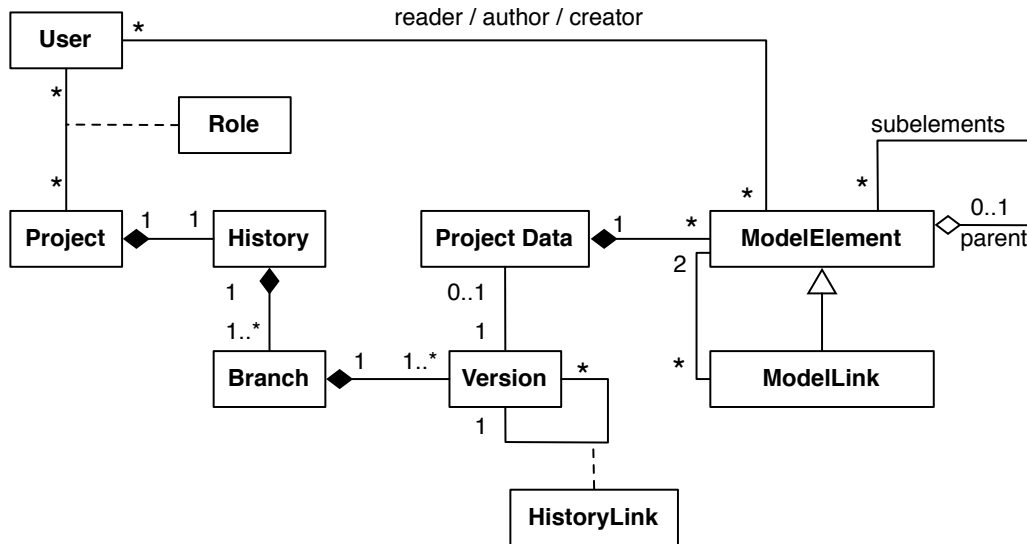 reader / author / creator
User
*
*
Role
subelements
*
*
*
0..1
Project
1
1
History
Project Data
1
*
ModelElement
parent
1
0..1
2
1..*
1
Branch
1
1..*
Version
*
*
ModelLink
1
HistoryLink